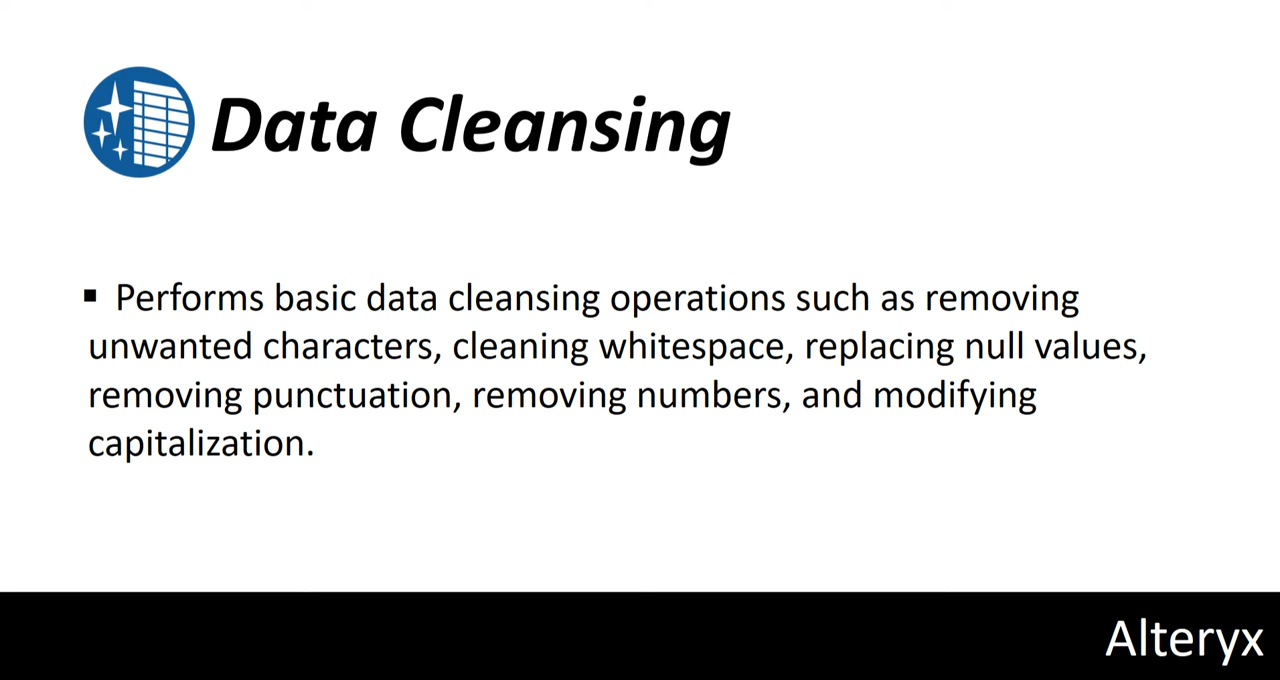 Data Cleansing
▪ Performs basic data cleansing operations such as removing
unwanted characters, cleaning whitespace, replacing null values,
removing punctuation, removing numbers, and modifying
capitalization.
Alteryx